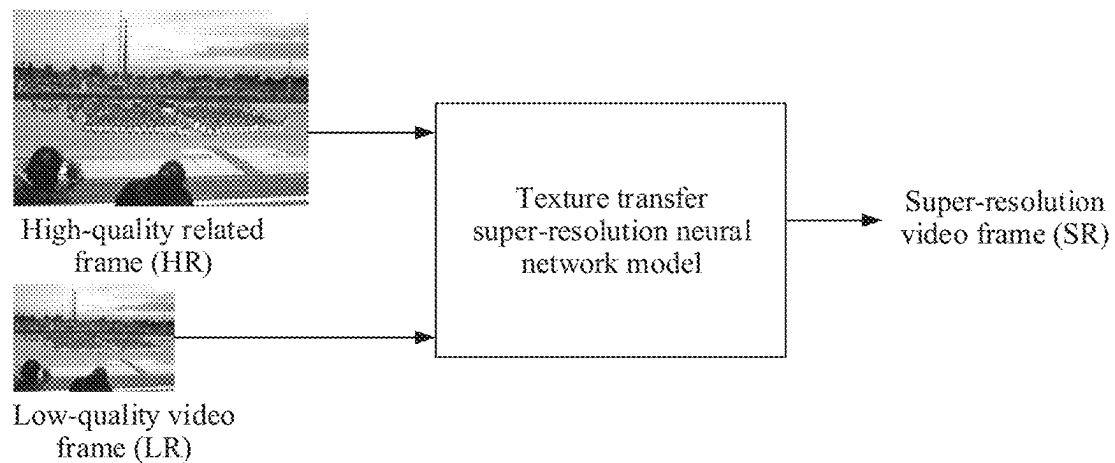 High-quality related
frame (HR)
Low-quality video
frame (LR)
Texture transfer
super-resolution neural
network model
Super-resolution
video frame (SR)